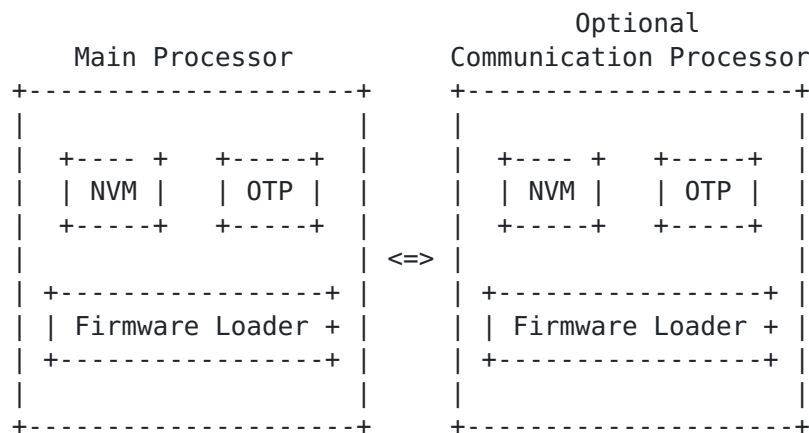 Optional
    Main Processor          Communication Processor
+---------------------+     +---------------------+
|                     |     |                     |
|  +---- +   +-----+  |     |  +---- +   +-----+  |
|  | NVM |   | OTP |  |     |  | NVM |   | OTP |  |
|  +-----+   +-----+  |     |  +-----+   +-----+  |
|                     | <=> |                     |
| +-----------------+ |     | +-----------------+ |
| | Firmware Loader + |     | | Firmware Loader + |
| +-----------------+ |     | +-----------------+ |
|                     |     |                     |
+---------------------+     +---------------------+